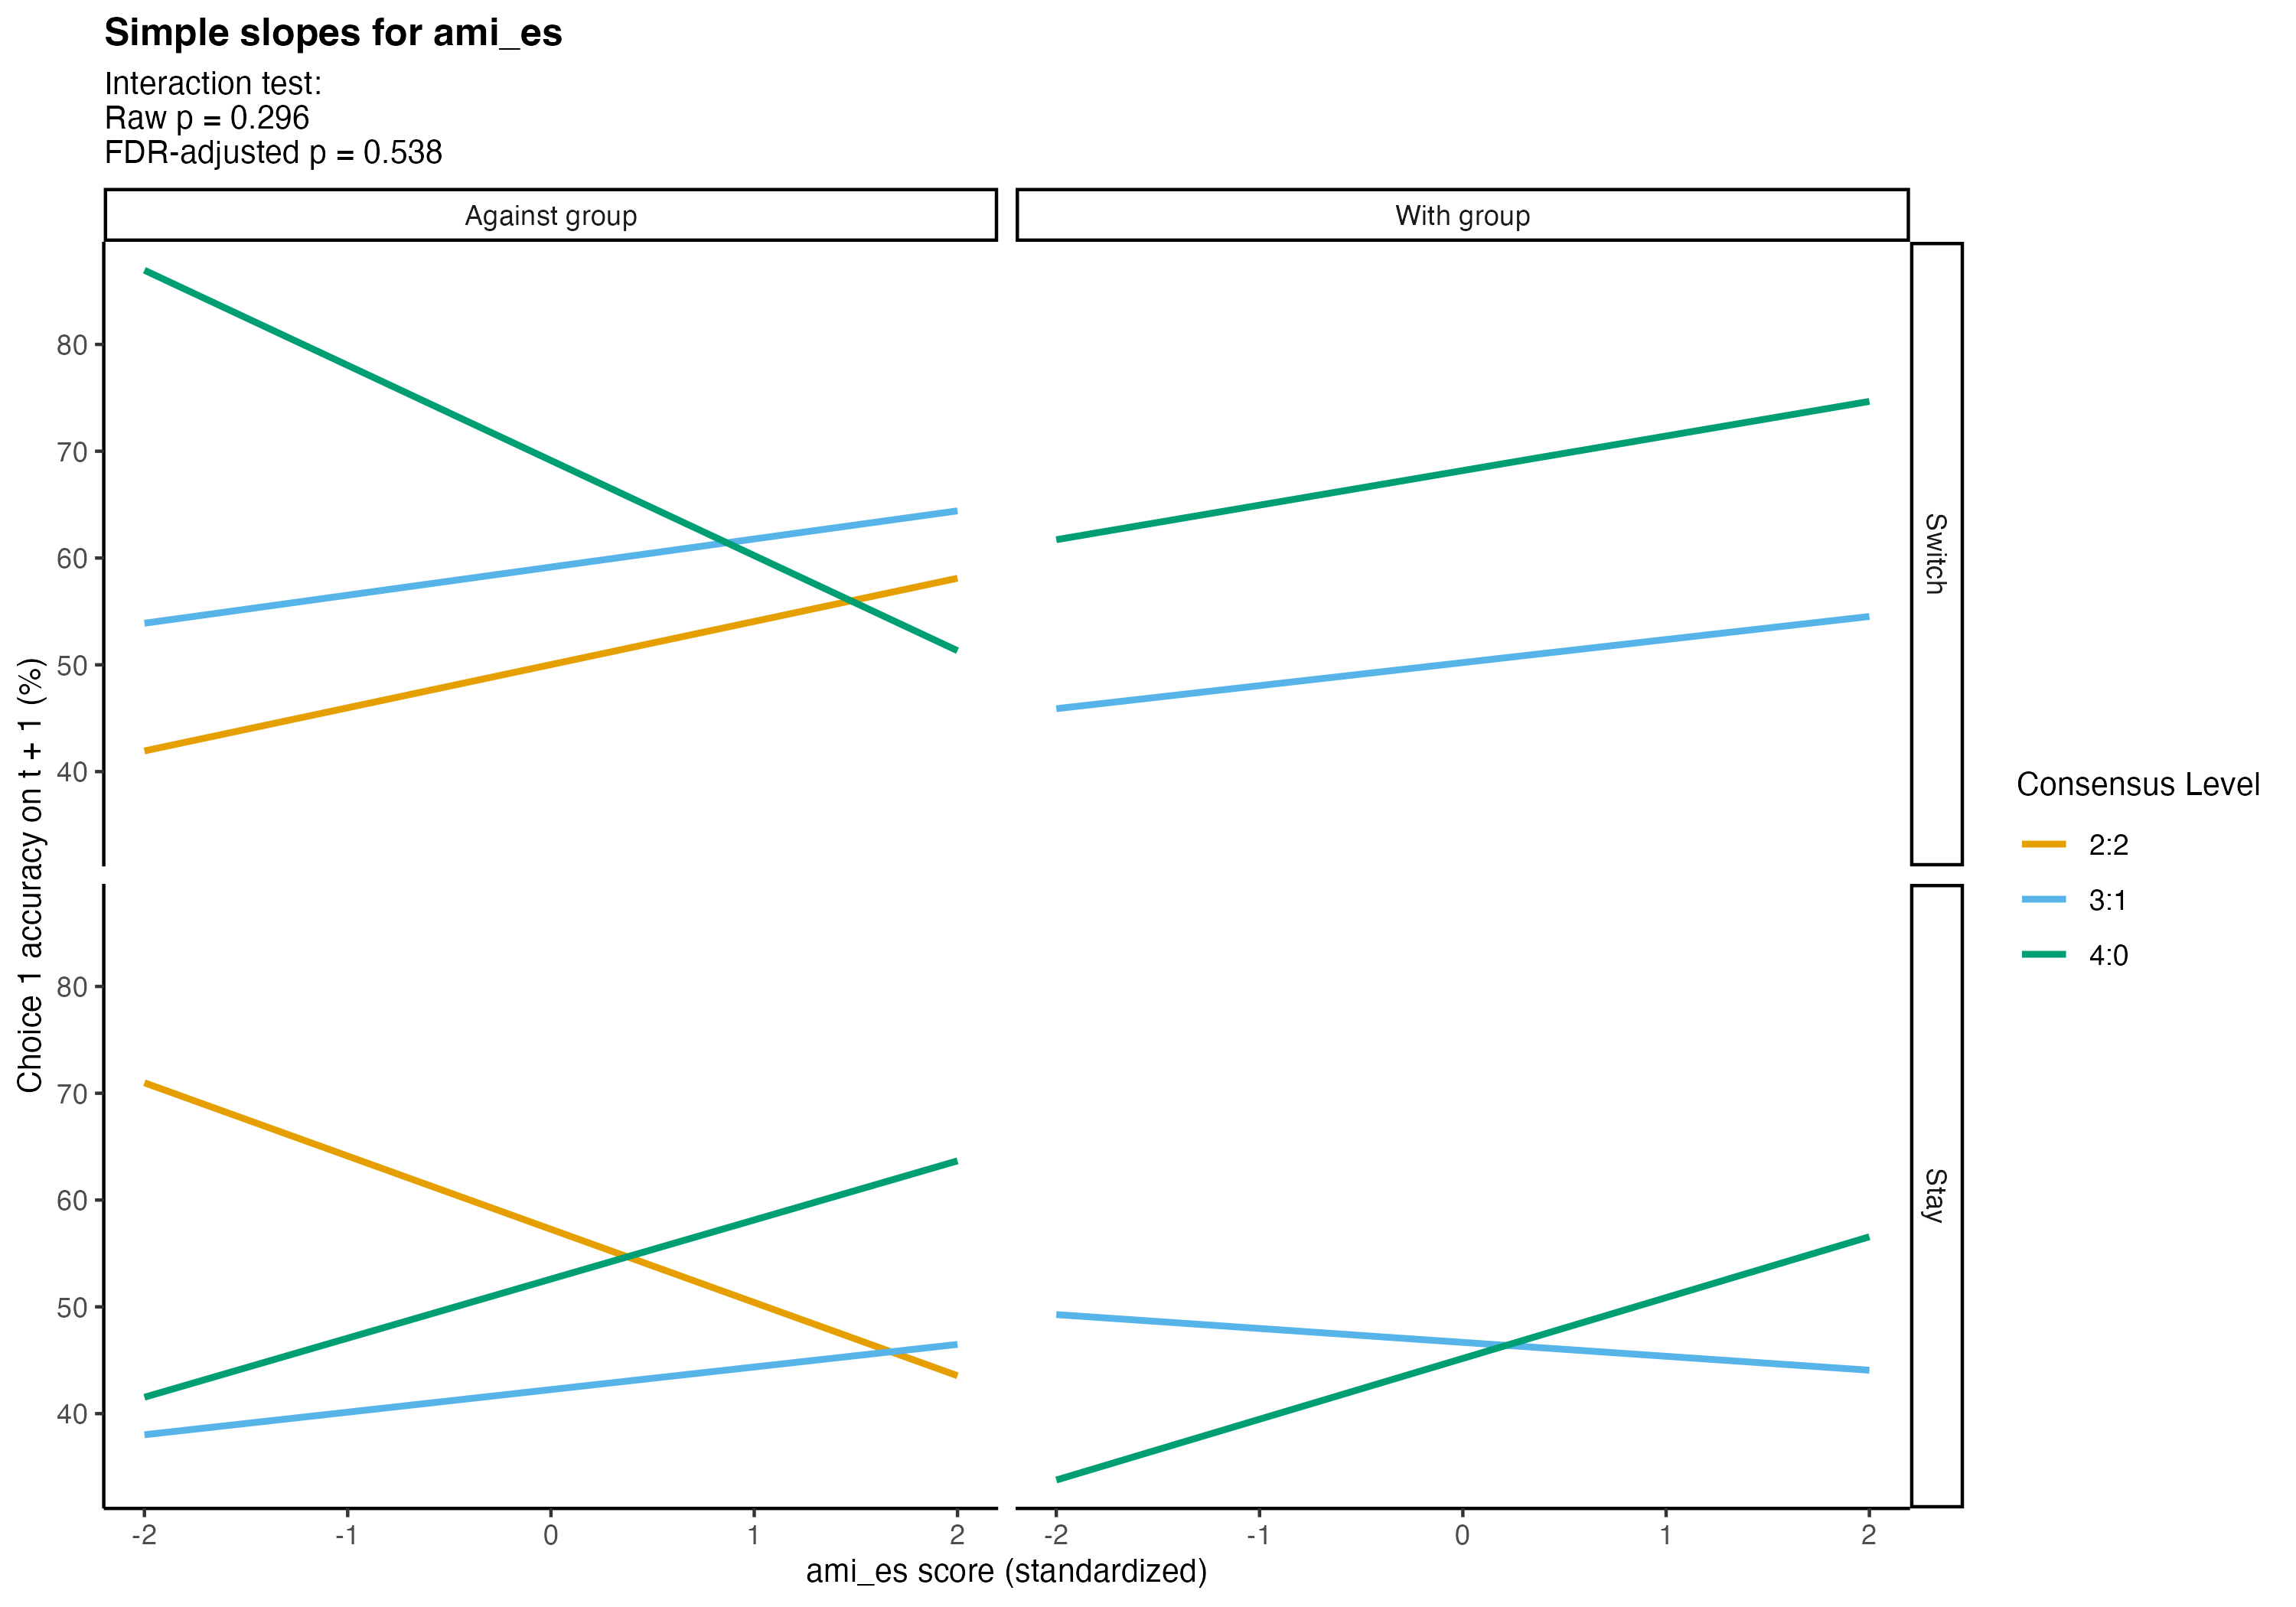 Simple slopes for ami_es
Interaction test:
Raw p = 0.296
FDR-adjusted p = 0.538
Against group
With group
Switch
Stay
Choice 1 accuracy on t + 1 (%)
80
70
60
50
40
80
70
60
50
40
-2
-1
0
1
2
-2
-1
0
1
2
ami_es score (standardized)
Consensus Level
2:2
3:1
4:0